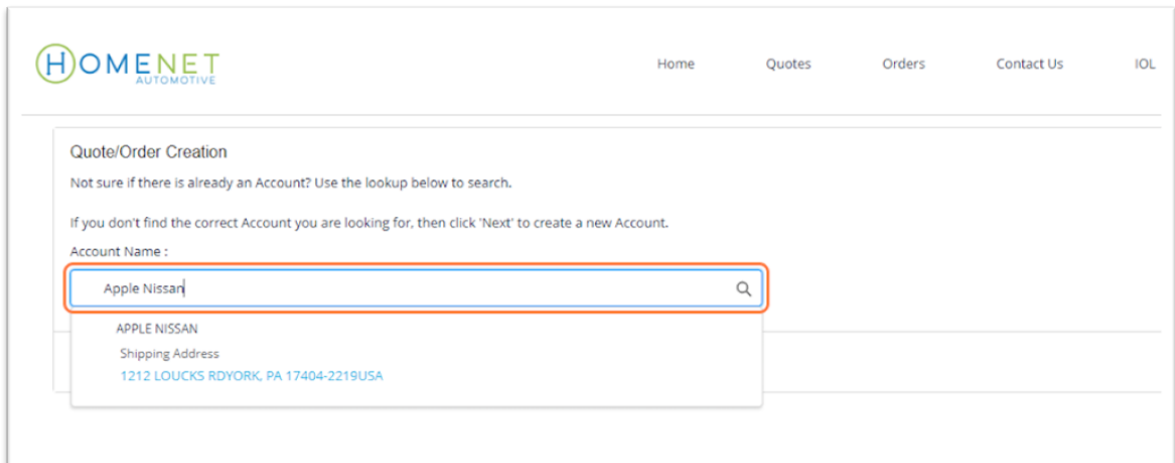 HOMENET
AUTOMOTIVE
Home Quotes Orders Contact Us IOL
Quote/Order Creation
Not sure if there is already an Account? Use the lookup below to search.
If you don't find the correct Account you are looking for, then click 'Next' to create a new Account.
Account Name :
Apple Nissan
APPLE NISSAN
Shipping Address
1212 LOUCKS RDYORK, PA 17404-2219USA